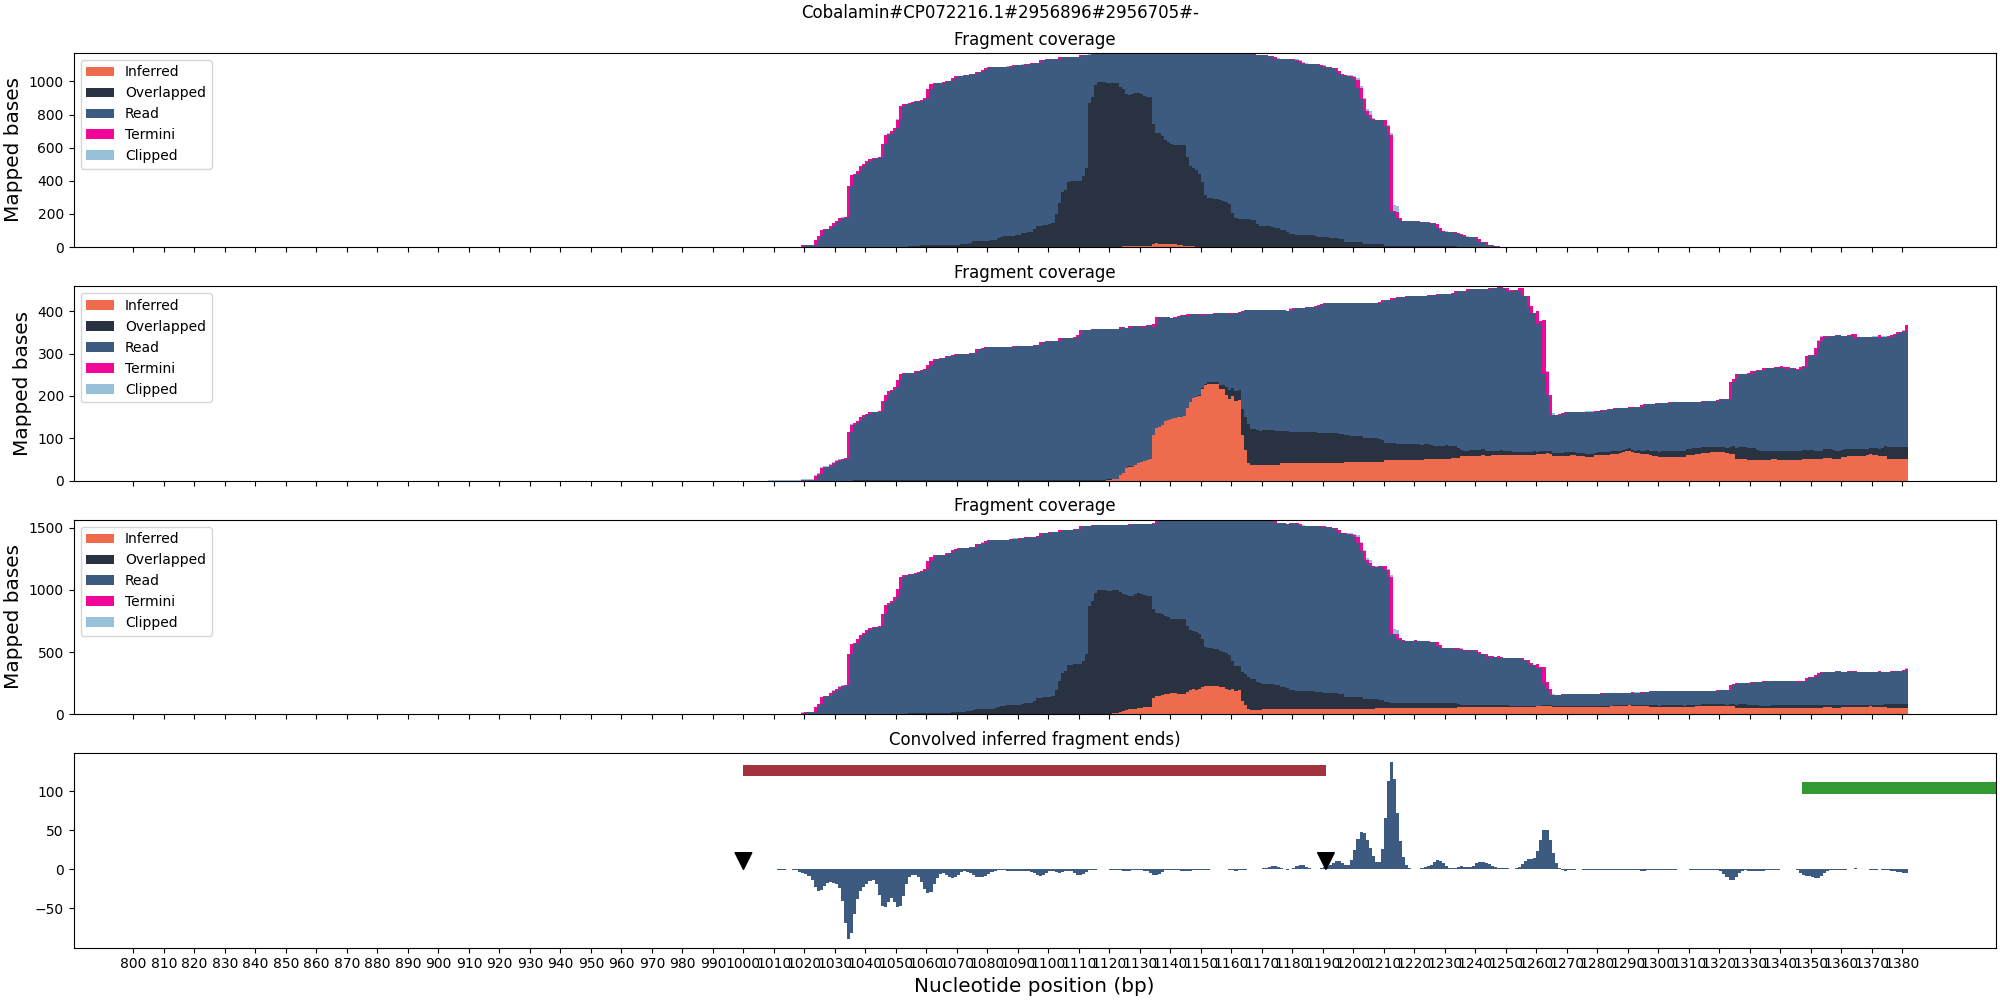 Cobalamin#CP072216.1#2956896#2956705#-
Fragment coverage
Mapped bases
1000
800
600
400
200
0
Inferred
Overlapped
Read
Termini
Clipped
Fragment coverage
Mapped bases
400
300
200
100
0
Inferred
Overlapped
Read
Termini
Clipped
Fragment coverage
Mapped bases
1500
1000
500
0
Inferred
Overlapped
Read
Termini
Clipped
Convolved inferred fragment ends)
100
50
0
−50
800 810 820 830 840 850 860 870 880 890 900 910 920 930 940 950 960 970 980 990 1000 1010 1020 1030 1040 1050 1060 1070 1080 1090 1100 1110 1120 1130 1140 1150 1160 1170 1180 1190 1200 1210 1220 1230 1240 1250 1260 1270 1280 1290 1300 1310 1320 1330 1340 1350 1360 1370 1380
Nucleotide position (bp)